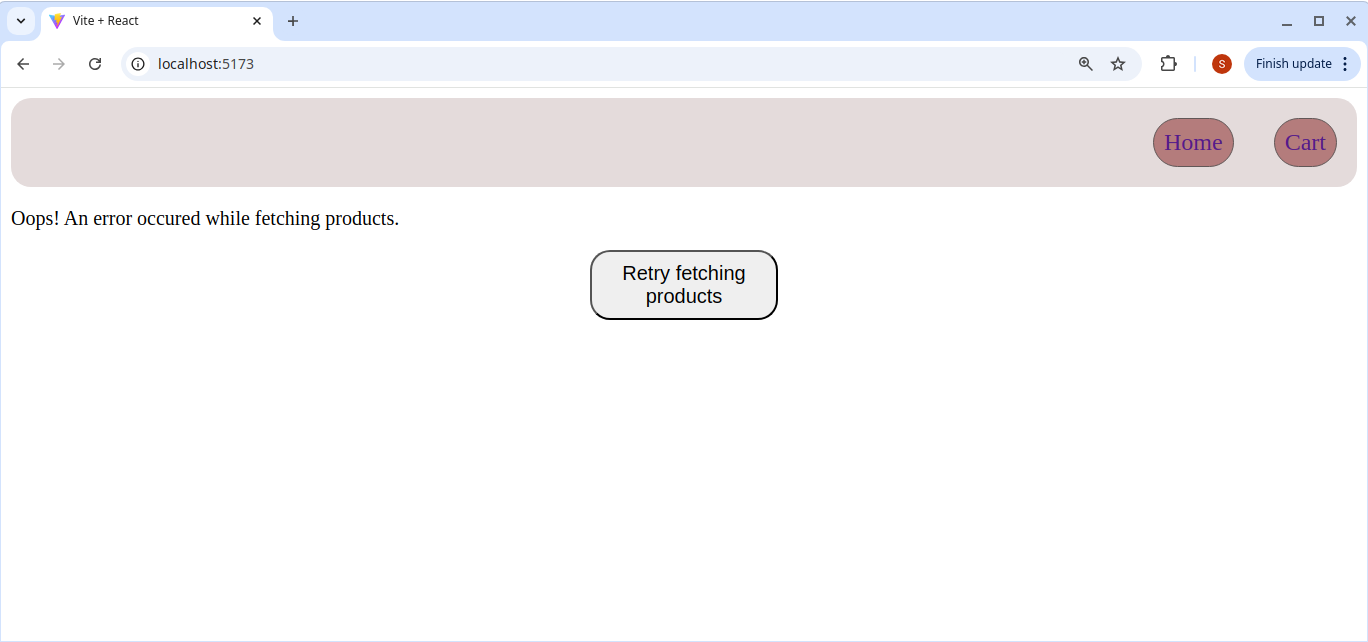 Vite + React
localhost:5173
S
Finish update
Home
Cart
Oops! An error occured while fetching products.
Retry fetching
products